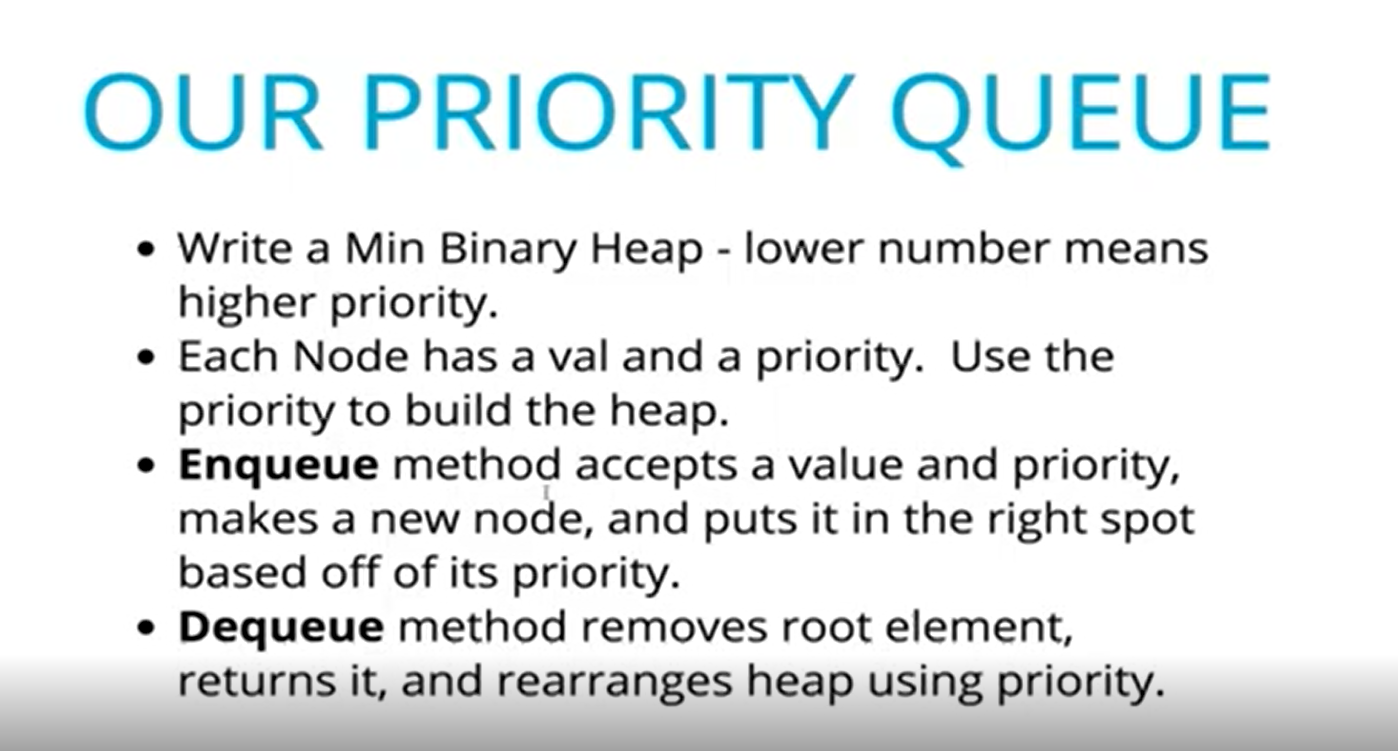 OUR PRIORITY QUEUE
• Write a Min Binary Heap - lower number means
higher priority.
• Each Node has a val and a priority.  Use the
priority to build the heap.
• Enqueue method accepts a value and priority,
makes a new node, and puts it in the right spot
based off of its priority.
• Dequeue method removes root element,
returns it, and rearranges heap using priority.